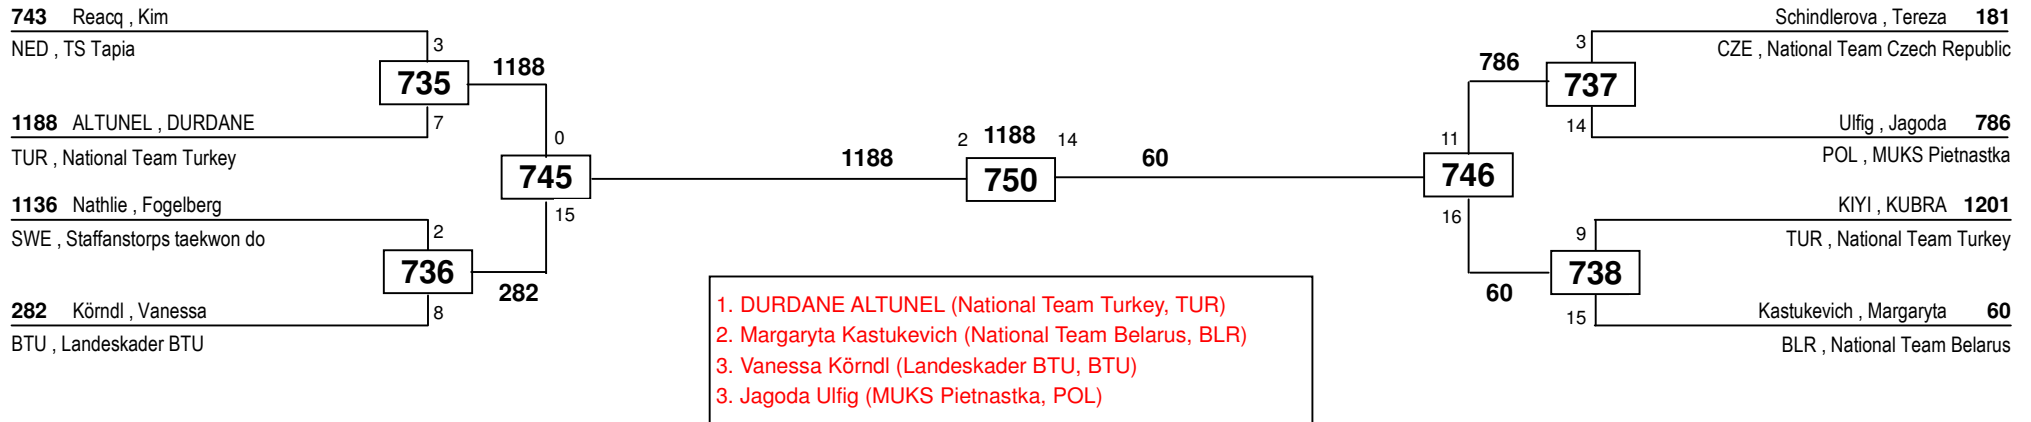 743 Reacq , Kim
NED , TS Tapia
3
735
1188
7
1188 ALTUNEL , DURDANE
TUR , National Team Turkey
0
745
15
1136 Nathlie , Fogelberg
SWE , Staffanstorps taekwon do
2
736
282
8
282 Körndl , Vanessa
BTU , Landeskader BTU
1188
2 1188 14
750
60
Schindlerova , Tereza 181
CZE , National Team Czech Republic
3
786
737
14
Ulfig , Jagoda 786
POL , MUKS Pietnastka
11
746
16
KIYI , KUBRA 1201
TUR , National Team Turkey
9
738
60
15
Kastukevich , Margaryta 60
BLR , National Team Belarus
1. DURDANE ALTUNEL (National Team Turkey, TUR)
2. Margaryta Kastukevich (National Team Belarus, BLR)
3. Vanessa Körndl (Landeskader BTU, BTU)
3. Jagoda Ulfig (MUKS Pietnastka, POL)